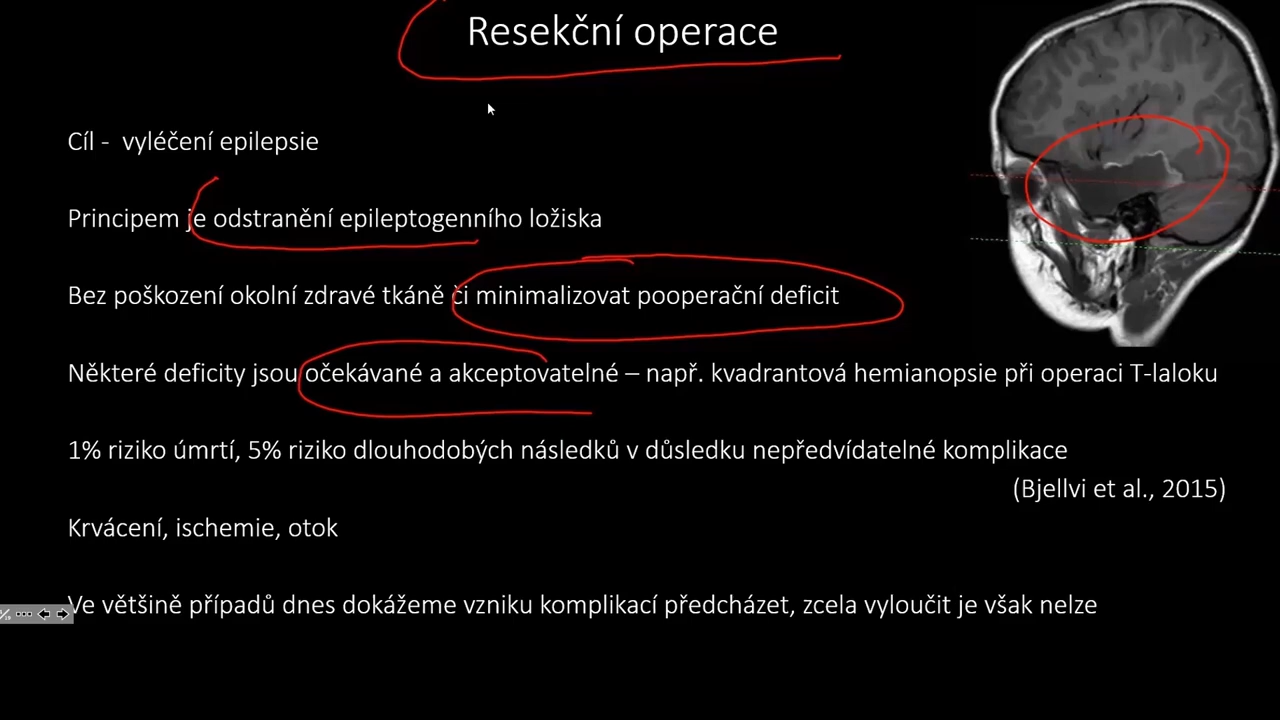 Resekční operace
Cíl -  vyléčení epilepsie
Principem je odstranění epileptogenního ložiska
Bez poškození okolní zdravé tkáně či minimalizovat pooperační deficit
Některé deficity jsou očekávané a akceptovatelné – např. kvadrantová hemianopsie při operaci T-laloku
1% riziko úmrtí, 5% riziko dlouhodobých následků v důsledku nepředvídatelné komplikace
(Bjellvi et al., 2015)
Krvácení, ischemie, otok
Ve většině případů dnes dokážeme vzniku komplikací předcházet, zcela vyloučit je však nelze